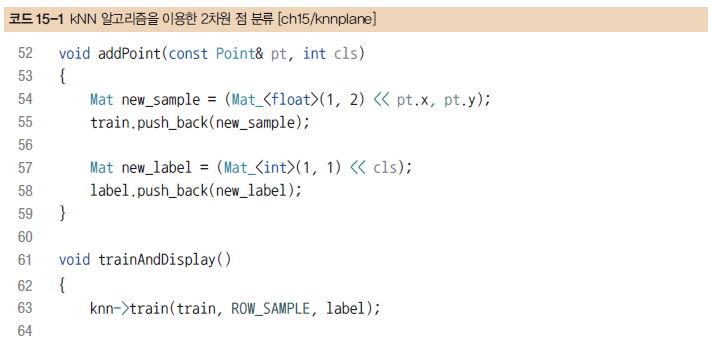 코드 15-1 kNN 알고리즘을 이용한 2차원 점 분류 [ch15/knnplane]
52 void addPoint(const Point& pt, int cls)
53 {
54 Mat new_sample = (Mat_<float>(1, 2) << pt.x, pt.y);
55 train.push_back(new_sample);
56
57 Mat new_label = (Mat_<int>(1, 1) << cls);
58 label.push_back(new_label);
59 }
60
61 void trainAndDisplay()
62 {
63 knn->train(train, ROW_SAMPLE, label);
64